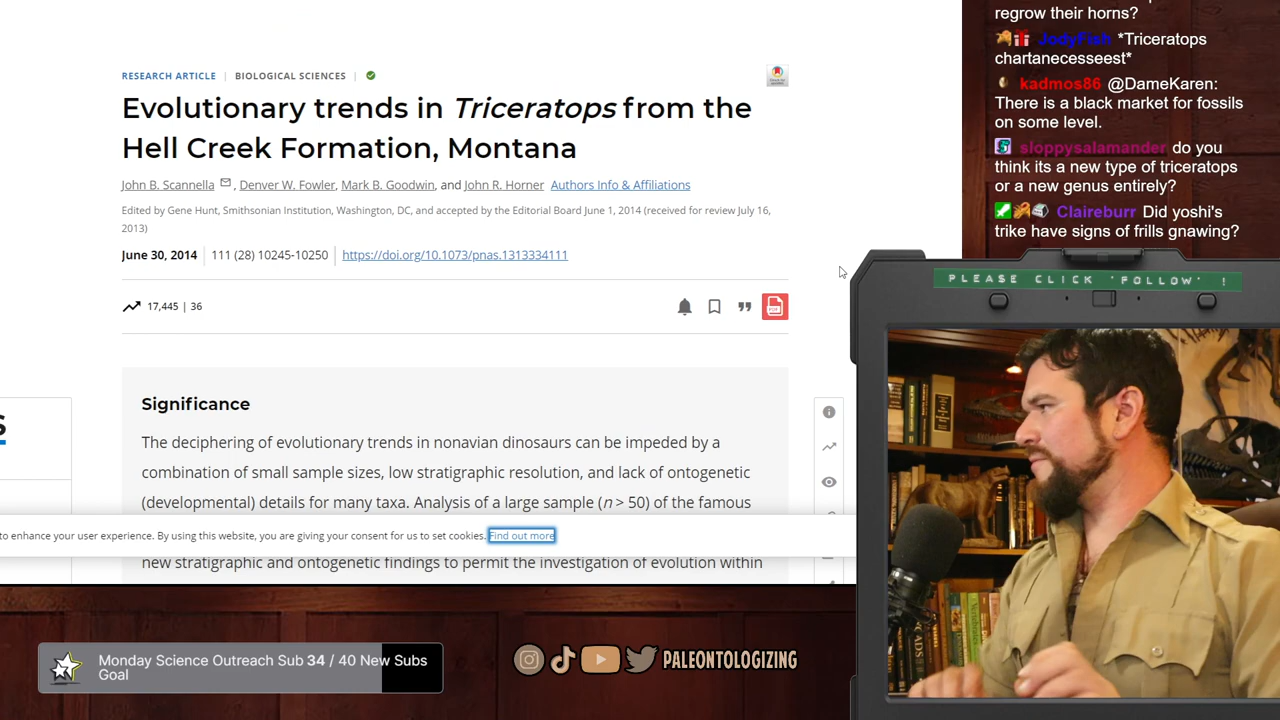 RESEARCH ARTICLE | BIOLOGICAL SCIENCES |
Evolutionary trends in Triceratops from the
Hell Creek Formation, Montana
John B. Scannella , Denver W. Fowler, Mark B. Goodwin, and John R. Horner Authors Info & Affiliations
Edited by Gene Hunt, Smithsonian Institution, Washington, DC, and accepted by the Editorial Board June 1, 2014 (received for review July 16,
2013)
June 30, 2014 | 111 (28) 10245-10250 | https://doi.org/10.1073/pnas.1313334111
17,445 | 36
PDF
Significance
The deciphering of evolutionary trends in nonavian dinosaurs can be impeded by a
combination of small sample sizes, low stratigraphic resolution, and lack of ontogenetic
(developmental) details for many taxa. Analysis of a large sample (n > 50) of the famous
to enhance your user experience. By using this website, you are giving your consent for us to set cookies. Find out more
new stratigraphic and ontogenetic findings to permit the investigation of evolution within
regrow their horns?
JodyFish *Triceratops
chartanecesseest*
kadmos86 @DameKaren:
There is a black market for fossils
on some level.
sloppysalamander do you
think its a new type of triceratops
or a new genus entirely?
Claireburr Did yoshi's
trike have signs of frills gnawing?
PLEASE CLICK 'FOLLOW' !
Monday Science Outreach Sub 34 / 40 New Subs
Goal
PALEONTOLOGIZING